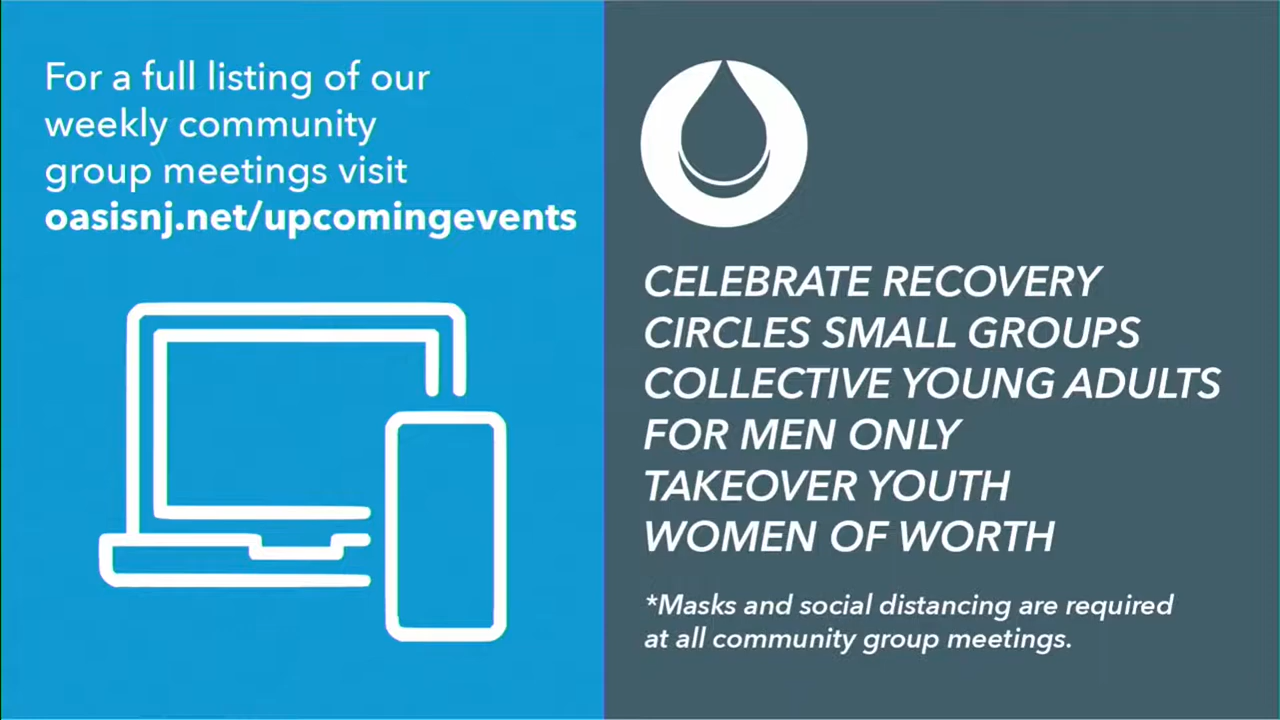 For a full listing of our
weekly community
group meetings visit
oasisnj.net/upcomingevents
CELEBRATE RECOVERY
CIRCLES SMALL GROUPS
COLLECTIVE YOUNG ADULTS
FOR MEN ONLY
TAKEOVER YOUTH
WOMEN OF WORTH
*Masks and social distancing are required
at all community group meetings.